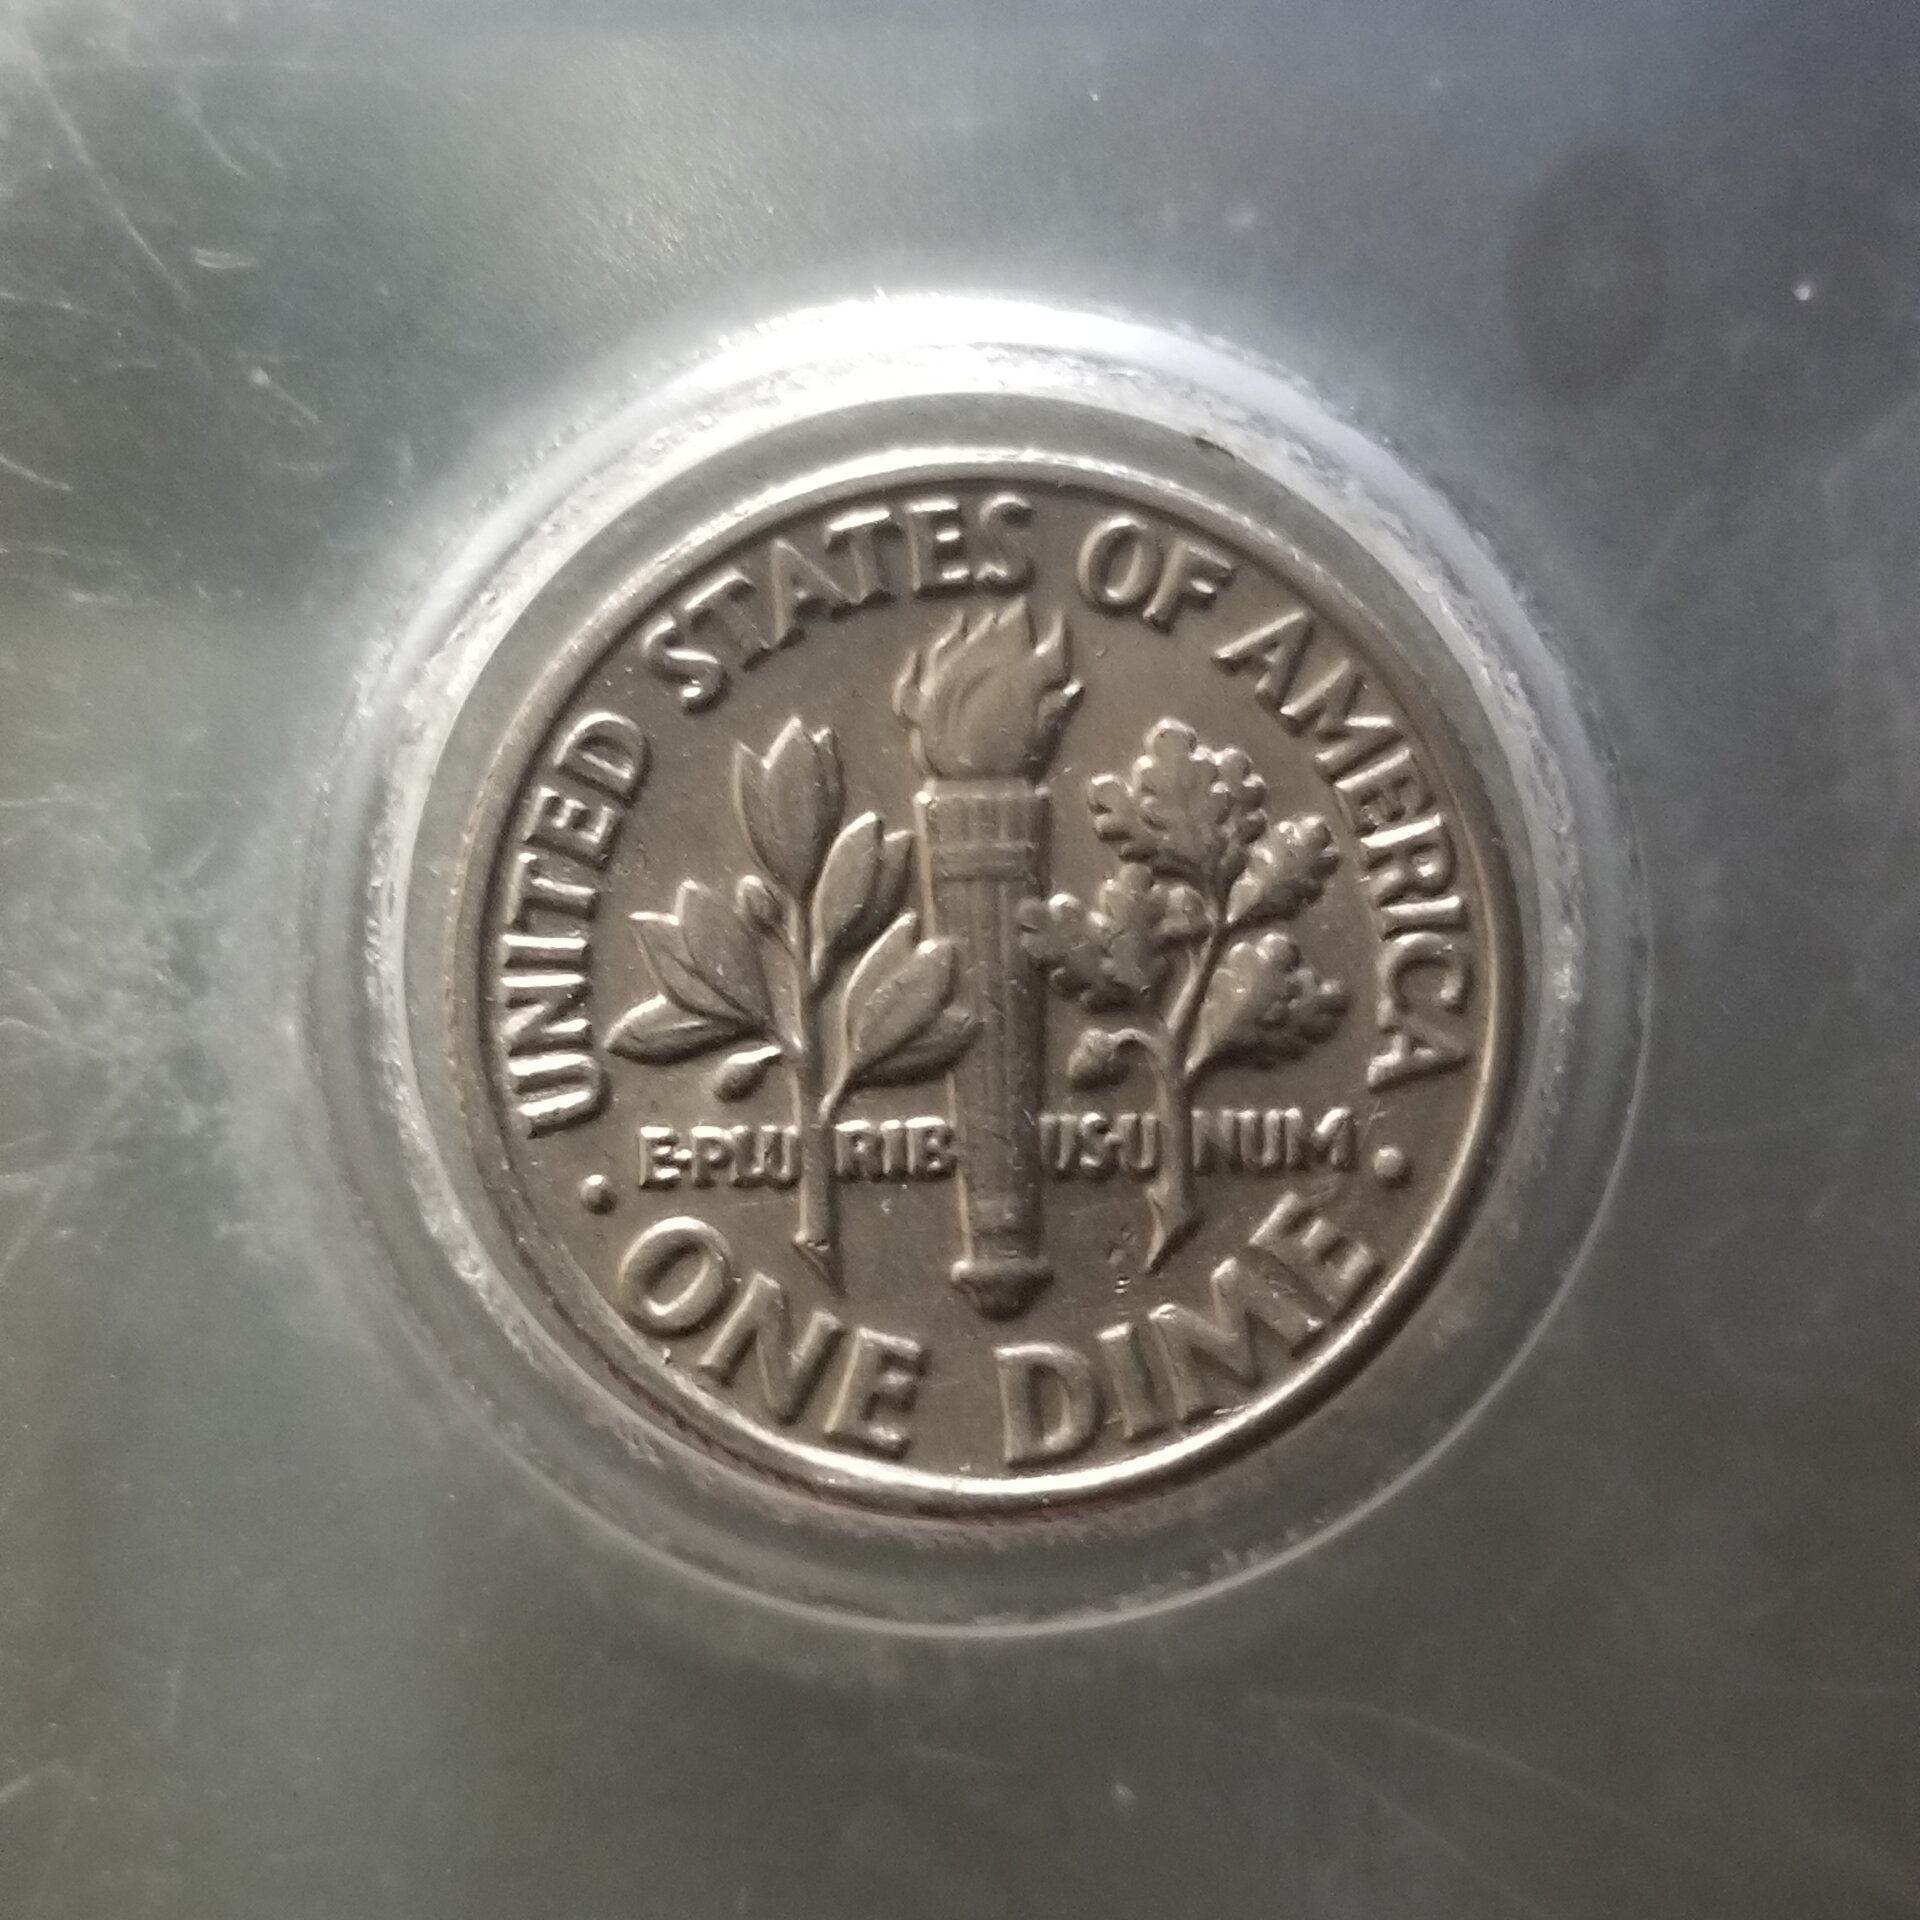 UNITED STATES OF AMERICA
E·PLURIBUS·UNUM
· ONE DIME ·